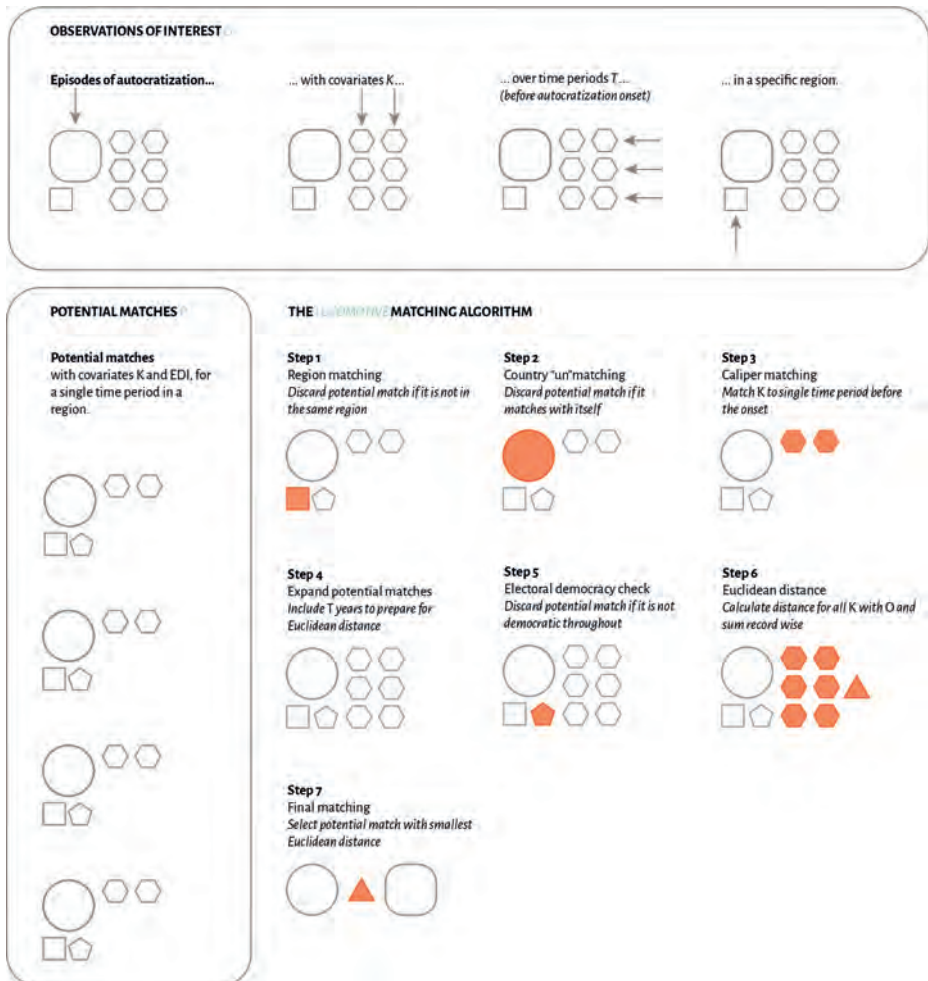 OBSERVATIONS OF INTEREST O
Episodes of autocratization...
... with covariates K ...
... over time periods T ...
(before autocratization onset)
... in a specific region.
POTENTIAL MATCHES P
Potential matches
with covariates K and EDI, for
a single time period in a
region.
THE MATCHING ALGORITHM
Step 1
Region matching
Discard potential match if it is not in
the same region
Step 2
Country "un"matching
Discard potential match if it
matches with itself
Step 3
Caliper matching
Match K to single time period before
the onset
Step 4
Expand potential matches
Include T years to prepare for
Euclidean distance
Step 5
Electoral democracy check
Discard potential match if it is not
democratic throughout
Step 6
Euclidean distance
Calculate distance for all K with O and
sum record wise
Step 7
Final matching
Select potential match with smallest
Euclidean distance